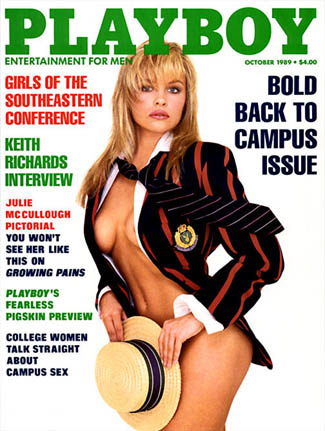 PLAYBOY
ENTERTAINMENT FOR MEN
OCTOBER 1989 • $4.00
GIRLS OF THE
SOUTHEASTERN
CONFERENCE
KEITH
RICHARDS
INTERVIEW
JULIE
McCULLOUGH
PICTORIAL
YOU WON'T
SEE HER LIKE
THIS ON
GROWING PAINS
PLAYBOY'S
FEARLESS
PIGSKIN PREVIEW
COLLEGE WOMEN
TALK STRAIGHT
ABOUT
CAMPUS SEX
BOLD
BACK TO
CAMPUS
ISSUE